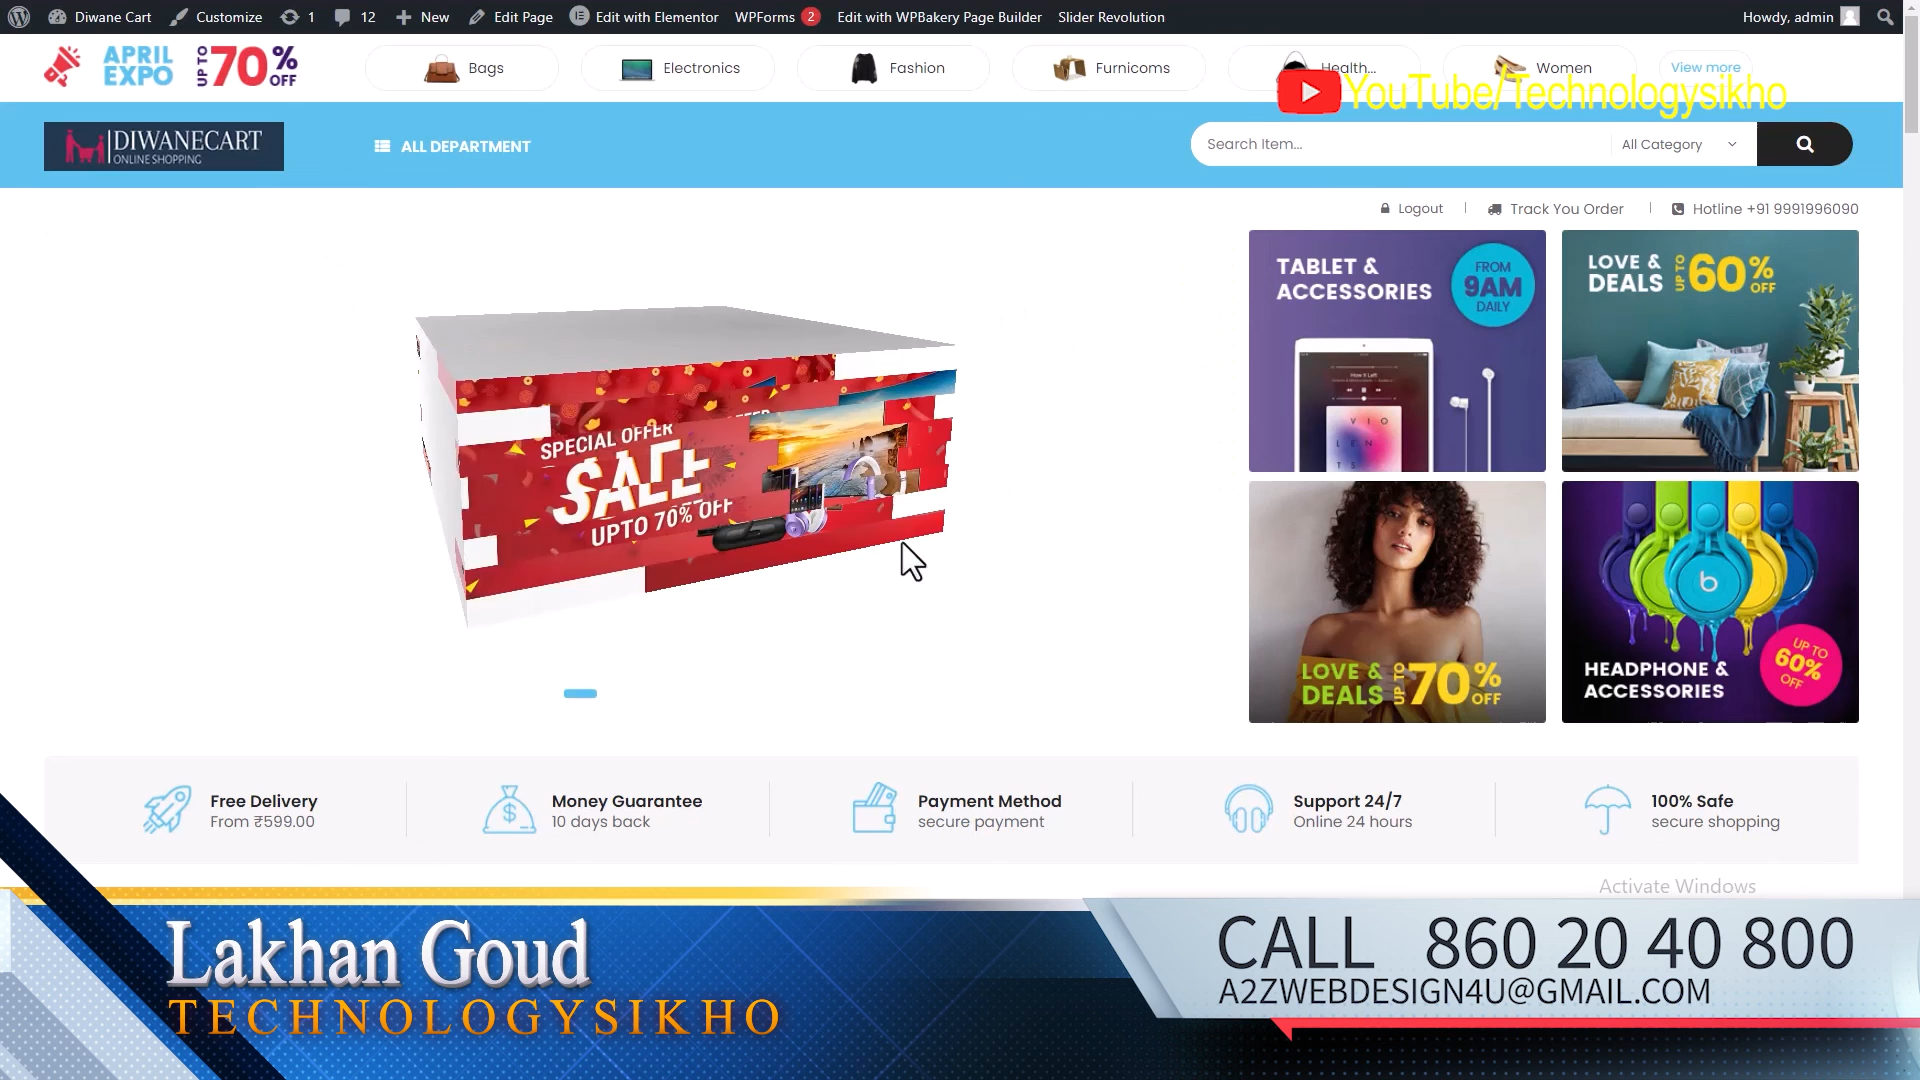 Diwane Cart Customize 1 12 New Edit Page Edit with Elementor WPForms 2 Edit with WPBakery Page Builder Slider Revolution Howdy, admin
APRIL EXPO UP TO 70% OFF
Bags Electronics Fashion Furnicoms Health... Women View more
YouTube/Technologysikho
DIWANECART
ONLINE SHOPPING
ALL DEPARTMENT
Search Item... All Category
Logout Track You Order Hotline +91 9991996090
TABLET &
ACCESSORIES
FROM
9AM
DAILY
LOVE &
DEALS
UP TO 60% OFF
SPECIAL OFFER
SALE
UPTO 70% OFF
LOVE &
DEALS
UP TO 70% OFF
b
HEADPHONE &
ACCESSORIES
UP TO
60%
OFF
Free Delivery
From ₹599.00
Money Guarantee
10 days back
Payment Method
secure payment
Support 24/7
Online 24 hours
100% Safe
secure shopping
Activate Windows
Lakhan Goud
TECHNOLOGYSIKHO
CALL 860 20 40 800
A2ZWEBDESIGN4U@GMAIL.COM